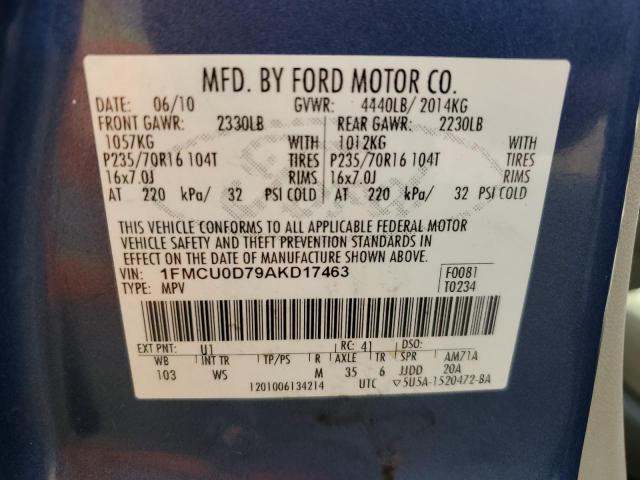 MFD. BY FORD MOTOR CO.
DATE: 06/10 GVWR: 4440LB/ 2014KG
FRONT GAWR: 2330LB REAR GAWR: 2230LB
1057KG WITH 1012KG WITH
P235/70R16 104T TIRES P235/70R16 104T TIRES
16x7.0J RIMS 16x7.0J RIMS
AT 220 kPa/ 32 PSI COLD AT 220 kPa/ 32 PSI COLD
THIS VEHICLE CONFORMS TO ALL APPLICABLE FEDERAL MOTOR
VEHICLE SAFETY AND THEFT PREVENTION STANDARDS IN
EFFECT ON THE DATE OF MANUFACTURE SHOWN ABOVE.
VIN: 1FMCU0D79AKD17463 F0081
TYPE: MPV T0234
EXT PNT: U1 RC: 41 DSO:
WB INT TR TP/PS R AXLE TR SPR AM71A
103 WS M 35 6 JJDD 20A
1201006134214 UTC 5U5A-1520472-BA